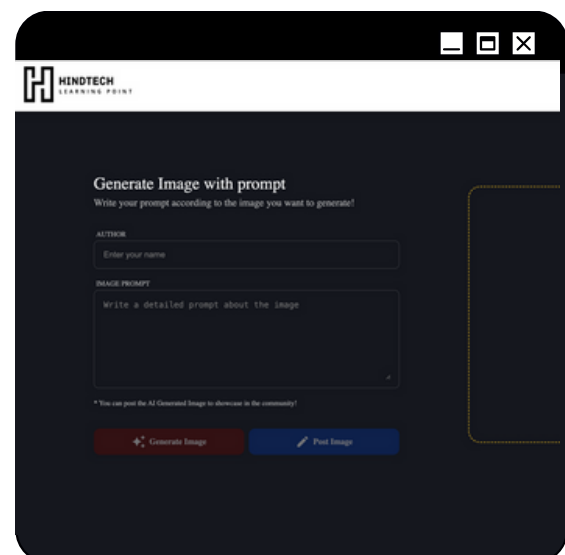 HINDTECH
LEARNING POINT
Generate Image with prompt
Write your prompt according to the image you want to generate!
AUTHOR
Enter your name
IMAGE PROMPT
Write a detailed prompt about the image
* You can post the AI Generated Image to showcase in the community!
Generate Image
Post Image